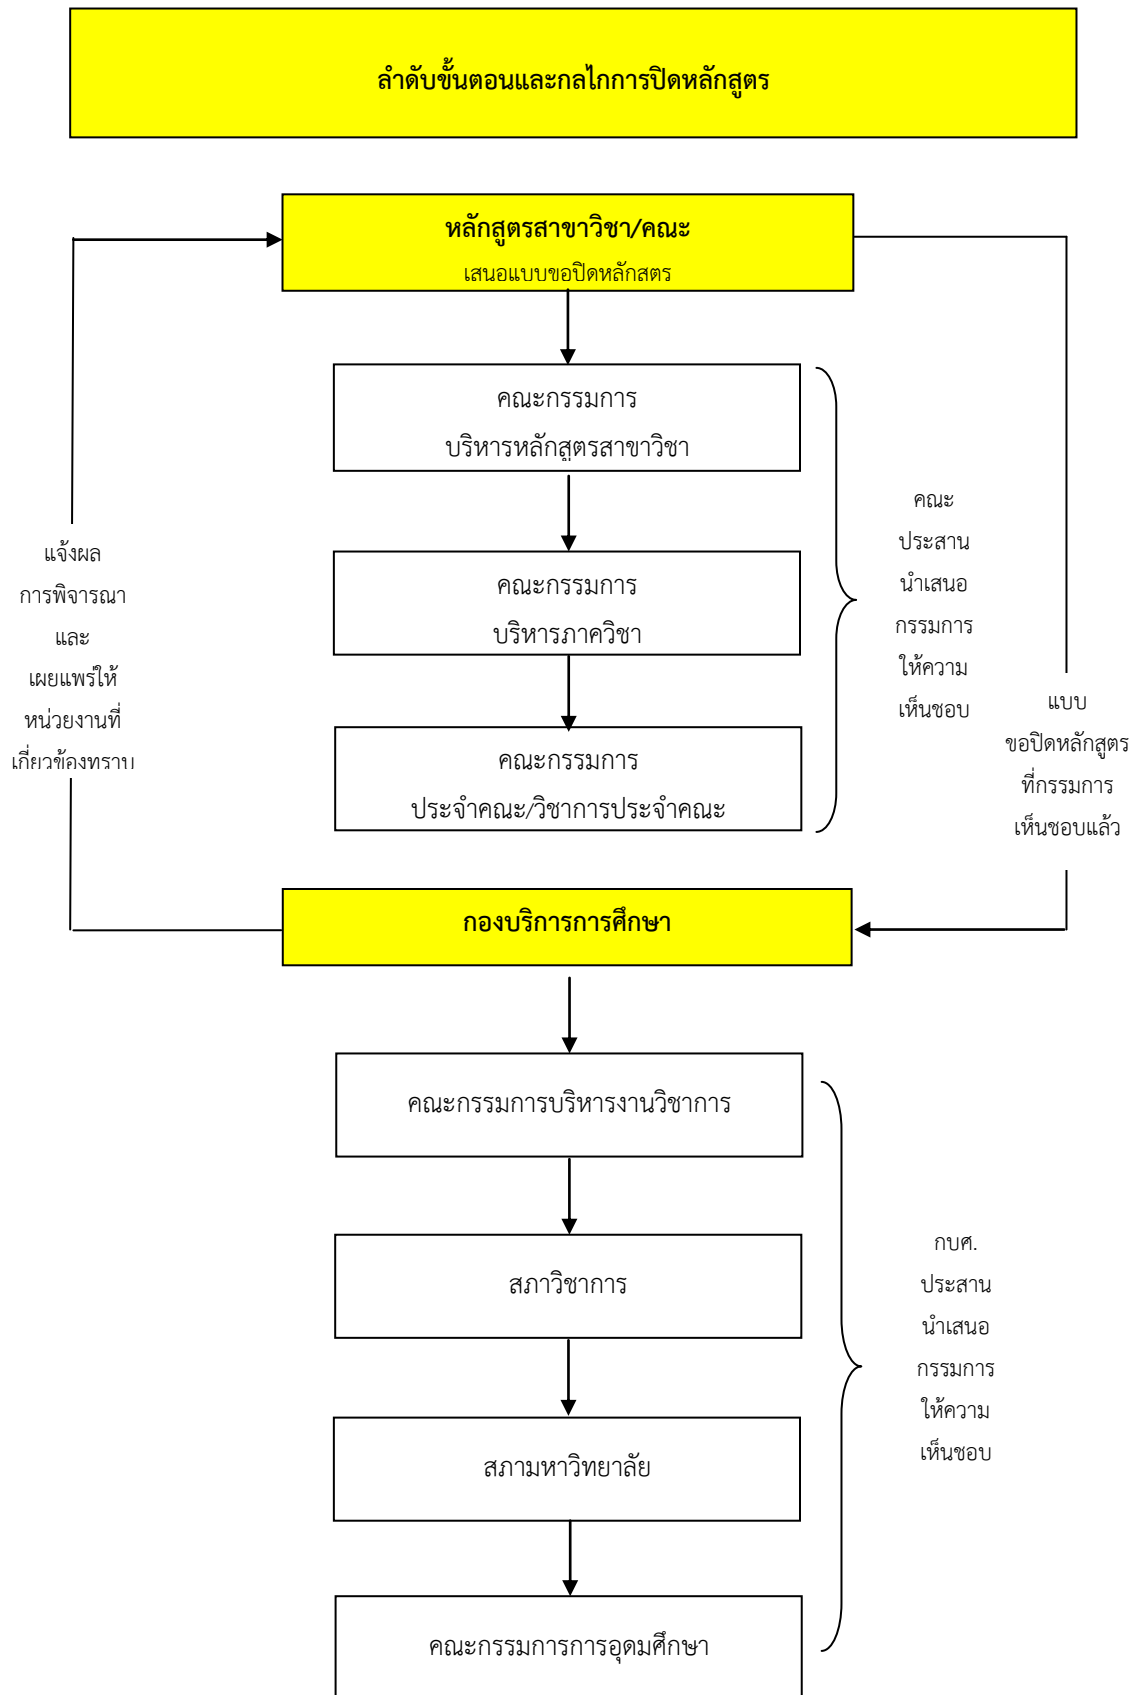 ลำดับขั้นตอนและกลไกการปิดหลักสูตร
หลักสูตรสาขาวิชา/คณะ
เสนอแบบขอปิดหลักสตร
คณะกรรมการ
บริหารหลักสูตรสาขาวิชา
คณะกรรมการ
บริหารภาควิชา
คณะกรรมการ
ประจำคณะ/วิชาการประจำคณะ
คณะ
ประสาน
นำเสนอ
กรรมการ
ให้ความ
เห็นชอบ
แจ้งผล
การพิจารณา
และ
เผยแพร่ให้
หน่วยงานที่
เกี่ยวข้องทราบ
แบบ
ขอปิดหลักสูตร
ที่กรรมการ
เห็นชอบแล้ว
กองบริการการศึกษา
คณะกรรมการบริหารงานวิชาการ
สภาวิชาการ
สภามหาวิทยาลัย
คณะกรรมการการอุดมศึกษา
กบศ.
ประสาน
นำเสนอ
กรรมการ
ให้ความ
เห็นชอบ